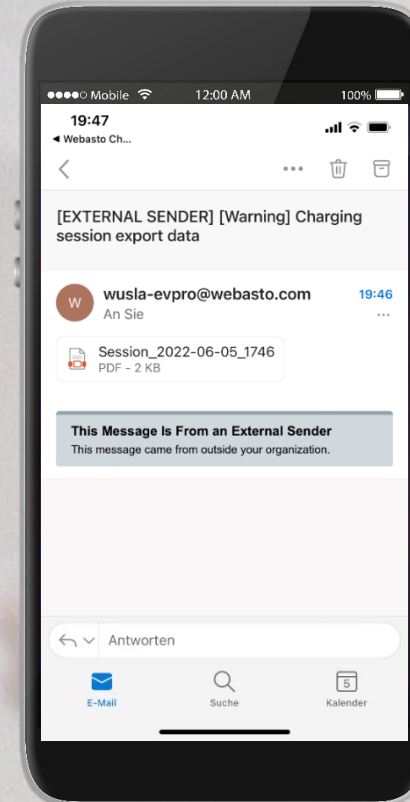 Mobile 12:00 AM 100%
19:47
◀ Webasto Ch...
[EXTERNAL SENDER] [Warning] Charging
session export data
W
wusla-evpro@webasto.com 19:46
An Sie
Session_2022-06-05_1746
PDF - 2 KB
This Message Is From an External Sender
This message came from outside your organization.
Antworten
5
E-Mail Suche Kalender